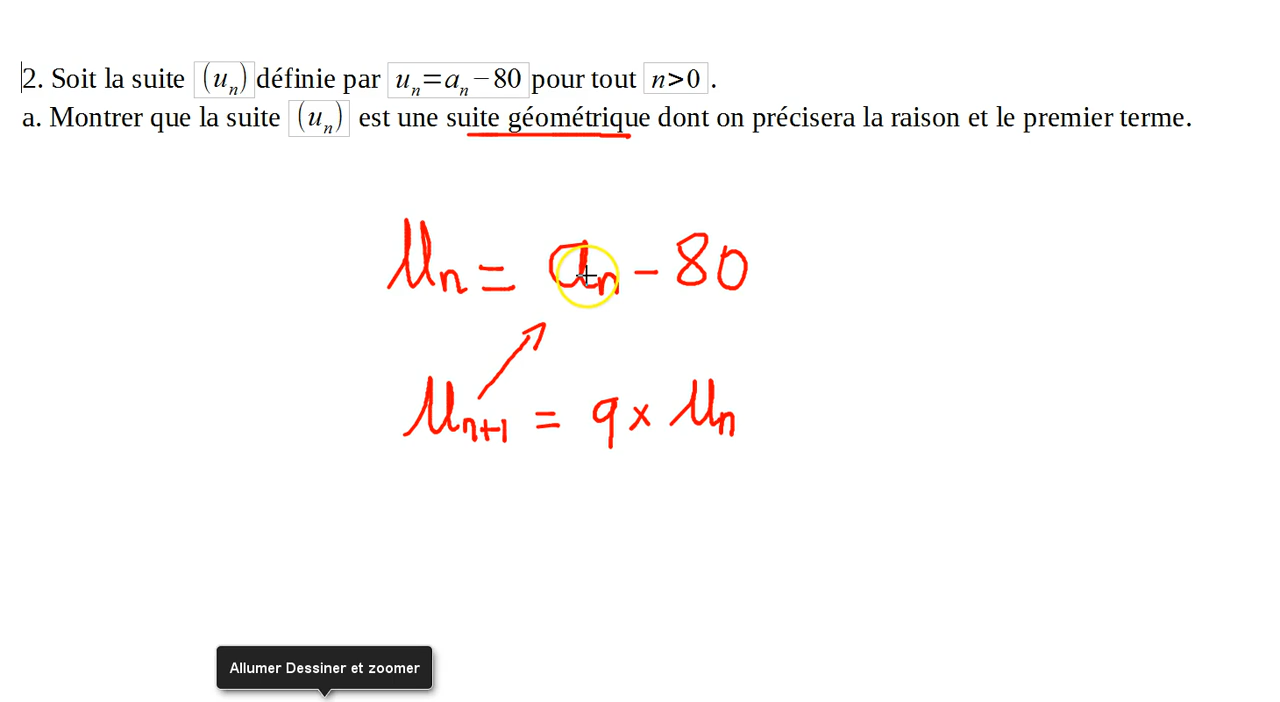 2. Soit la suite (uₙ) définie par uₙ=aₙ−80 pour tout n>0.
a. Montrer que la suite (uₙ) est une suite géométrique dont on précisera la raison et le premier terme.
uₙ = aₙ − 80
uₙ₊₁ = q × uₙ
Allumer Dessiner et zoomer